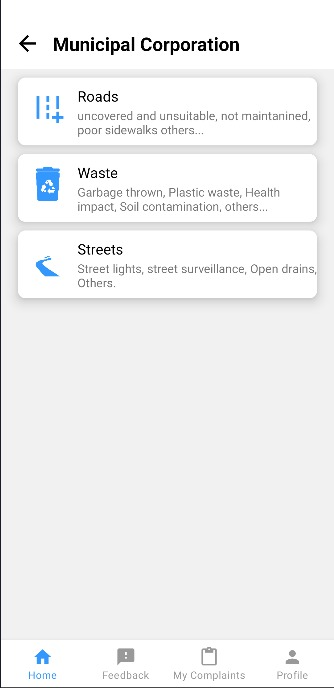 Municipal Corporation
Roads
uncovered and unsuitable, not maintanined,
poor sidewalks others...
Waste
Garbage thrown, Plastic waste, Health
impact, Soil contamination, others...
Streets
Street lights, street surveillance, Open drains,
Others.
Home
Feedback
My Complaints
Profile